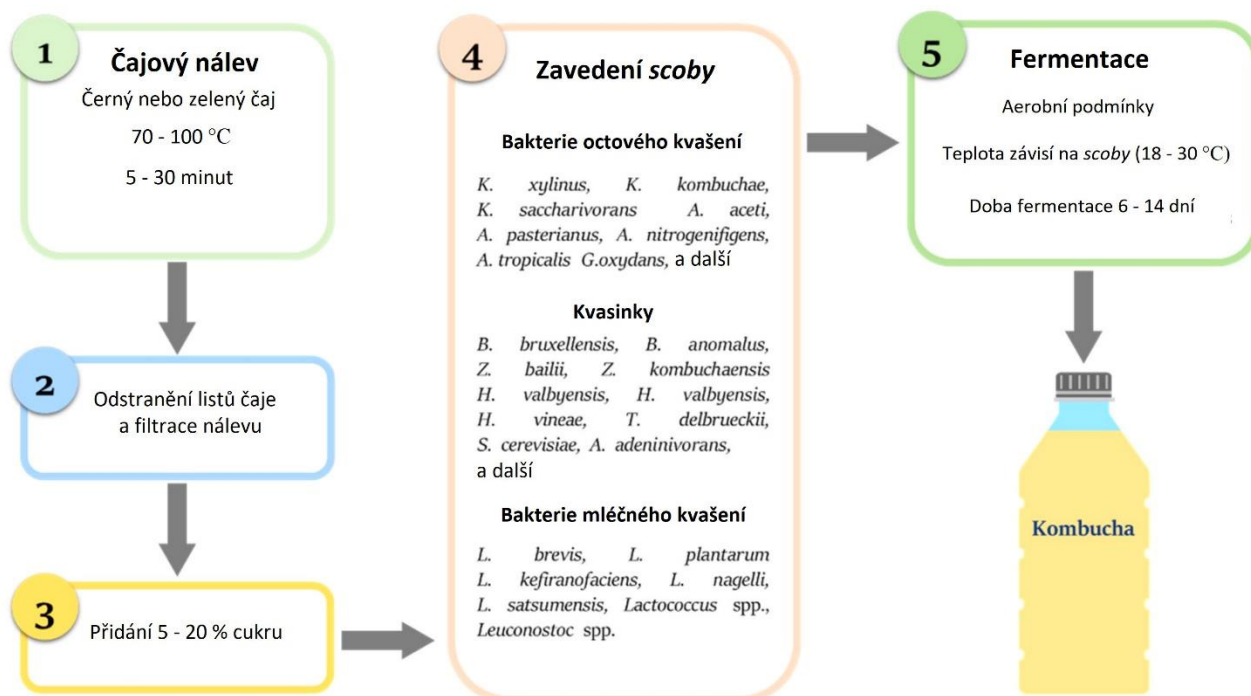 1
Čajový nálev
Černý nebo zelený čaj
70 - 100 °C
5 - 30 minut
2
Odstranění listů čaje
a filtrace nálevu
3
Přidání 5 - 20 % cukru
4
Zavedení scoby
Bakterie octového kvašení
K. xylinus, K. kombuchae,
K. saccharivorans A. aceti,
A. pasterianus, A. nitrogenifigens,
A. tropicalis G.oxydans, a další
Kvasinky
B. bruxellensis, B. anomalus,
Z. bailii, Z. kombuchaensis
H. valbyensis, H. valbyensis,
H. vineae, T. delbrueckii,
S. cerevisiae, A. adeninivorans,
a další
Bakterie mléčného kvašení
L. brevis, L. plantarum
L. kefiranofaciens, L. nagelli,
L. satsumensis, Lactococcus spp.,
Leuconostoc spp.
5
Fermentace
Aerobní podmínky
Teplota závisí na scoby (18 - 30 °C)
Doba fermentace 6 - 14 dní
Kombucha